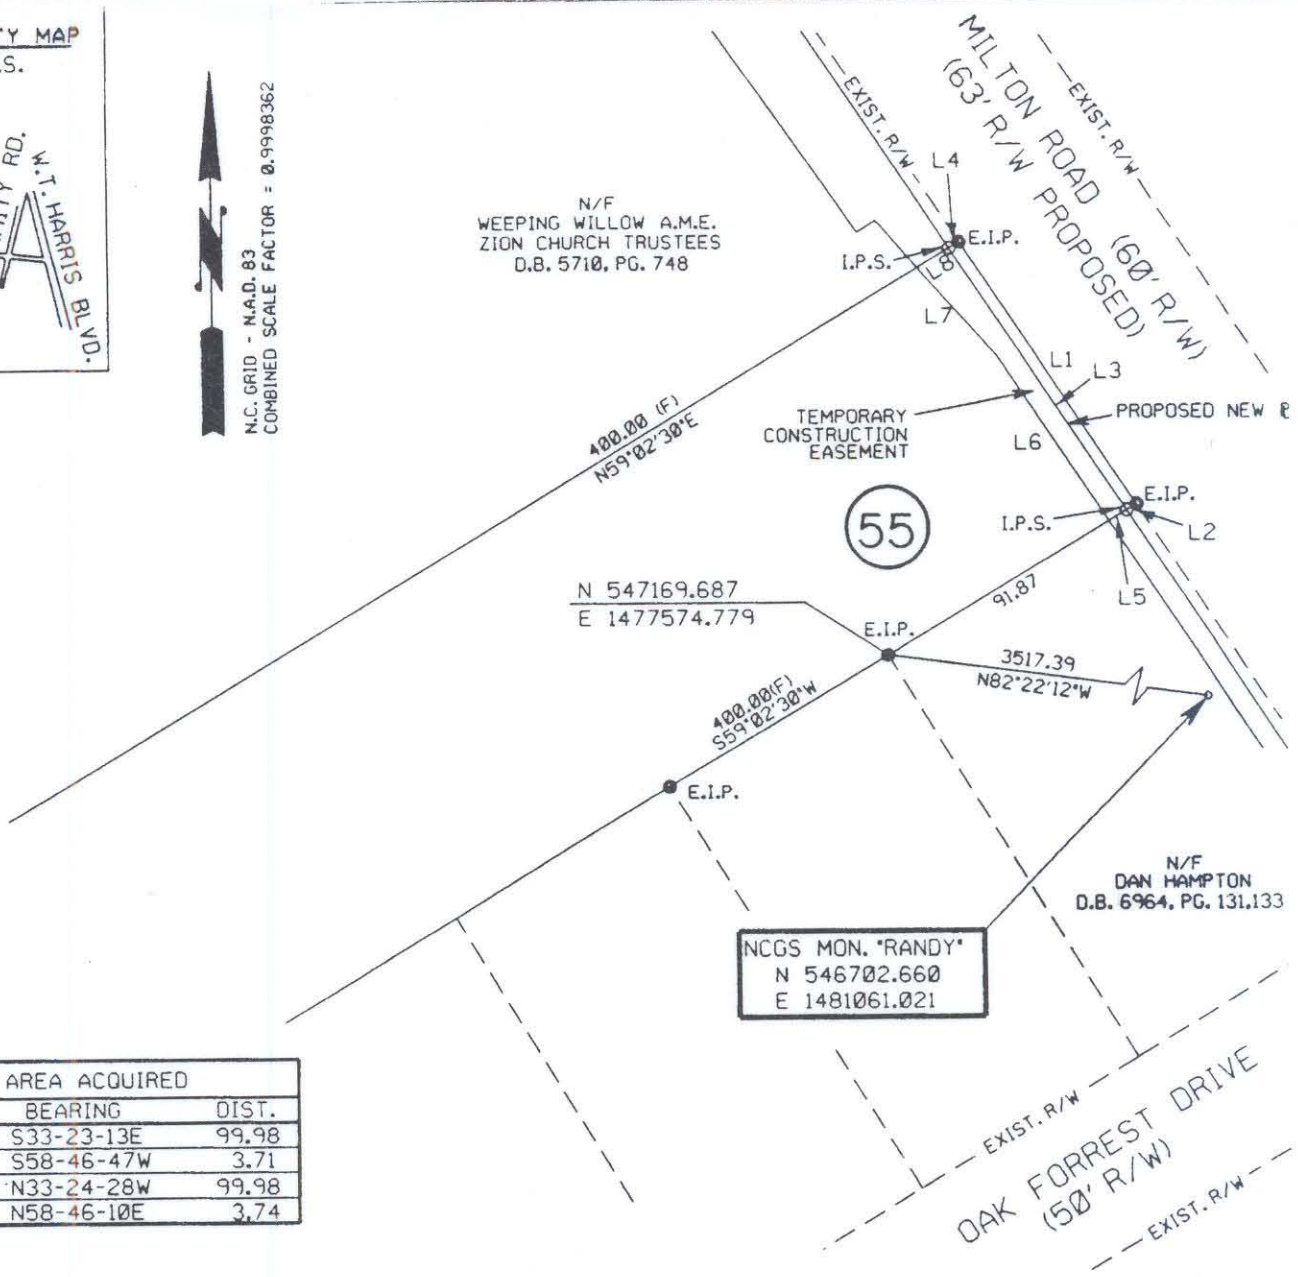 TY MAP
.S.
RD.
W.T. HARRIS BLVD.
N
N.C. GRID - N.A.D. 83
COMBINED SCALE FACTOR = 0.9998362
N/F
WEEPING WILLOW A.M.E.
ZION CHURCH TRUSTEES
D.B. 5710, PG. 748
MILTON ROAD (60' R/W)
(63' R/W PROPOSED)
EXIST. R/W
EXIST. R/W
L4
E.I.P.
I.P.S.
L8
L7
L1
L3
PROPOSED NEW
400.00 (F)
N59°02'30"E
TEMPORARY
CONSTRUCTION
EASEMENT
L6
55
E.I.P.
I.P.S.
L2
L5
91.87
N 547169.687
E 1477574.779
E.I.P.
3517.39
N82°22'12"W
400.00(F)
S59°02'30"W
E.I.P.
N/F
DAN HAMPTON
D.B. 6964, PG. 131,133
NCGS MON. "RANDY"
N 546702.660
E 1481061.021
EXIST. R/W
OAK FORREST DRIVE
(50' R/W)
EXIST. R/W
AREA ACQUIRED
BEARING DIST.
S33-23-13E 99.98
S58-46-47W 3.71
N33-24-28W 99.98
N58-46-10E 3.74